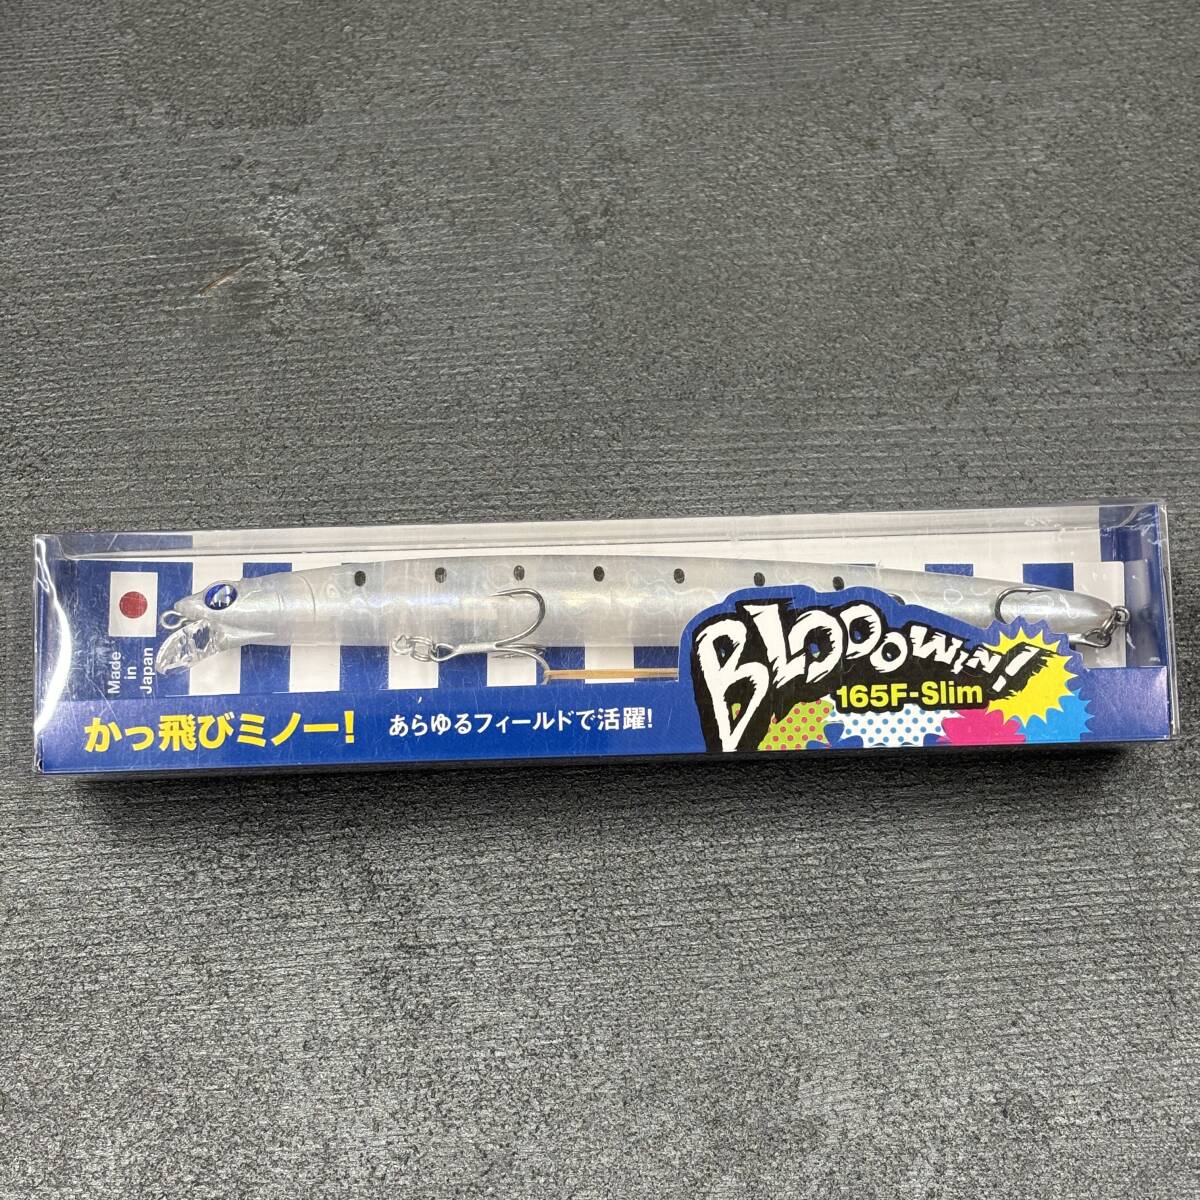 Made
in
Japan
かっ飛びミノー!
あらゆるフィールドで活躍!
BLOOOWIN!
165F-Slim